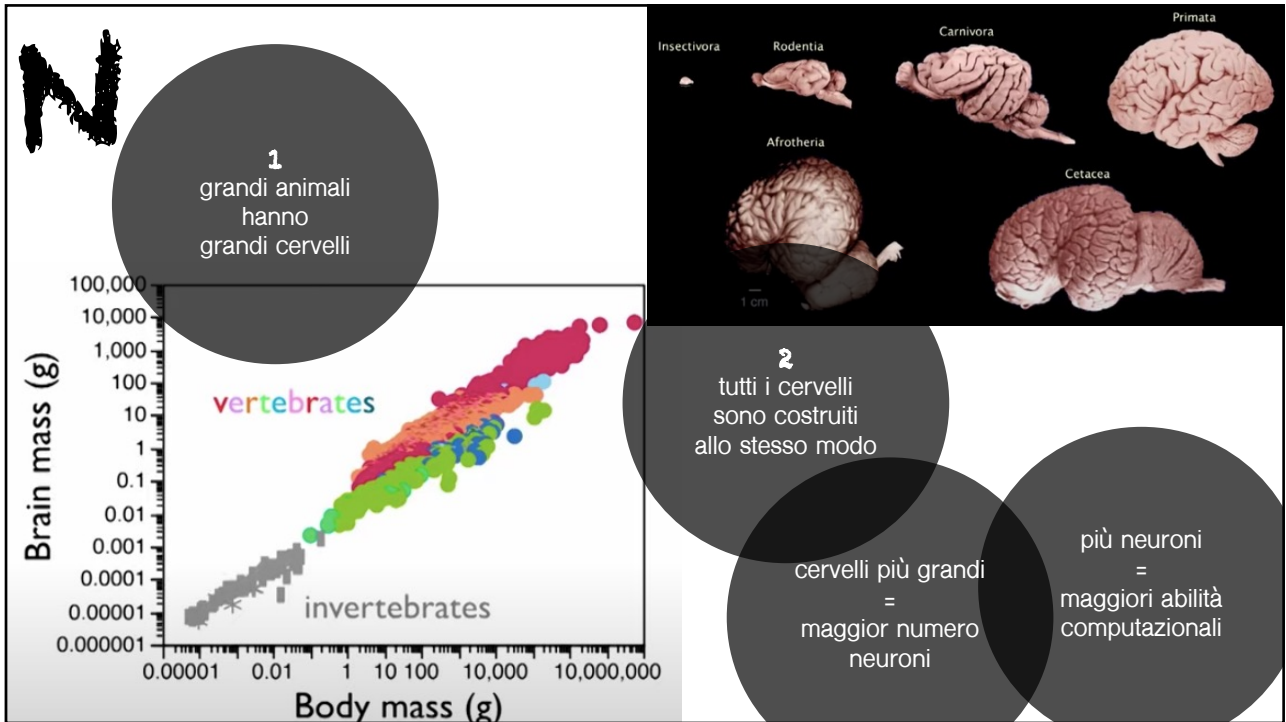 N
1
grandi animali
hanno
grandi cervelli
Insectivora
Rodentia
Carnivora
Primata
Afrotheria
Cetacea
1 cm
100,000
10,000
1,000
100
10
1
0.1
0.01
0.001
0.0001
0.00001
0.000001
Brain mass (g)
vertebrates
invertebrates
0.00001
0.01
1
10
100
10,000
10,000,000
Body mass (g)
2
tutti i cervelli
sono costruiti
allo stesso modo
cervelli più grandi
=
maggior numero
neuroni
più neuroni
=
maggiori abilità
computazionali